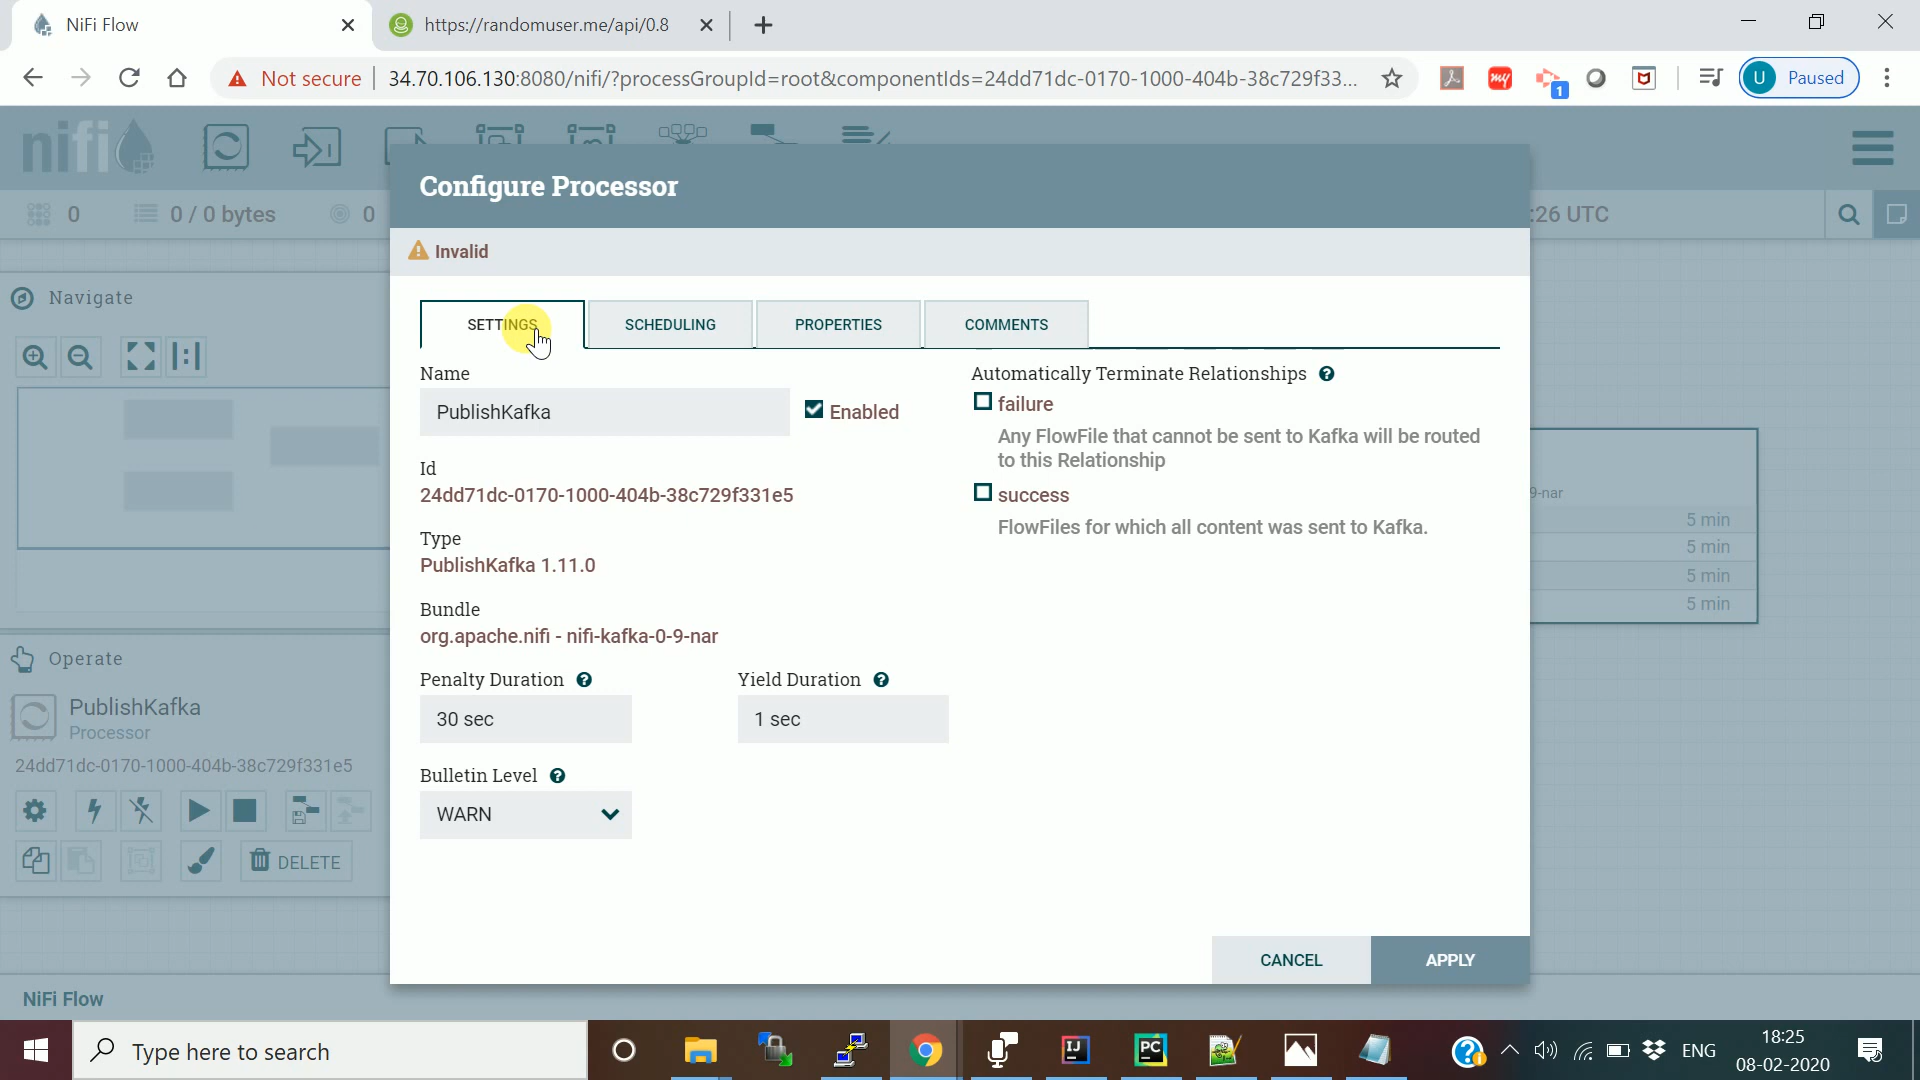 NiFi Flow
https://randomuser.me/api/0.8
Not secure
34.70.106.130:8080/nifi/?processGroupId=root&componentIds=24dd71dc-0170-1000-404b-38c729f33...
my
1
U
Paused
nifi
0
0 / 0 bytes
0
:26 UTC
Configure Processor
Invalid
SETTINGS
SCHEDULING
PROPERTIES
COMMENTS
Name
PublishKafka
Enabled
Id
24dd71dc-0170-1000-404b-38c729f331e5
Type
PublishKafka 1.11.0
Bundle
org.apache.nifi - nifi-kafka-0-9-nar
Penalty Duration
30 sec
Yield Duration
1 sec
Bulletin Level
WARN
Automatically Terminate Relationships
failure
Any FlowFile that cannot be sent to Kafka will be routed
to this Relationship
success
FlowFiles for which all content was sent to Kafka.
CANCEL
APPLY
Navigate
Operate
PublishKafka
Processor
24dd71dc-0170-1000-404b-38c729f331e5
DELETE
9-nar
5 min
5 min
5 min
5 min
NiFi Flow
Type here to search
IJ
PC
ENG
18:25
08-02-2020